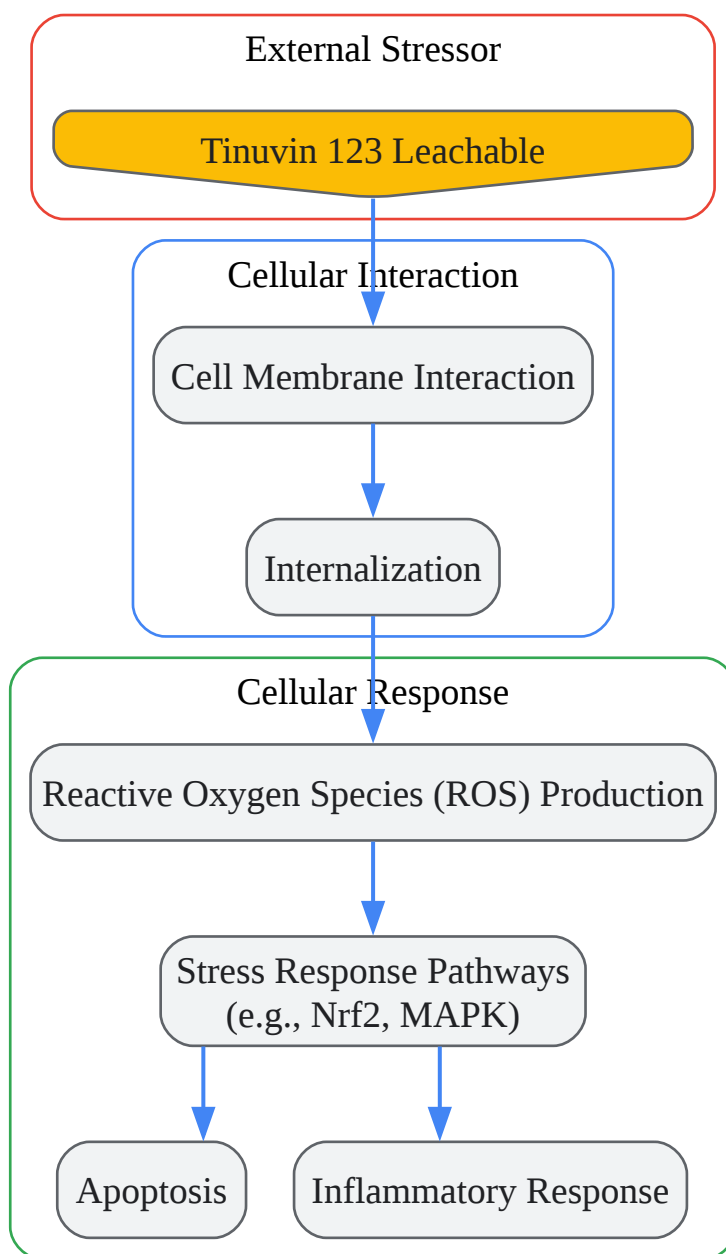 External Stressor
Tinuvin 123 Leachable
Cellular Interaction
Cell Membrane Interaction
Internalization
Cellular Response
Reactive Oxygen Species (ROS) Production
Stress Response Pathways
(e.g., Nrf2, MAPK)
Apoptosis
Inflammatory Response